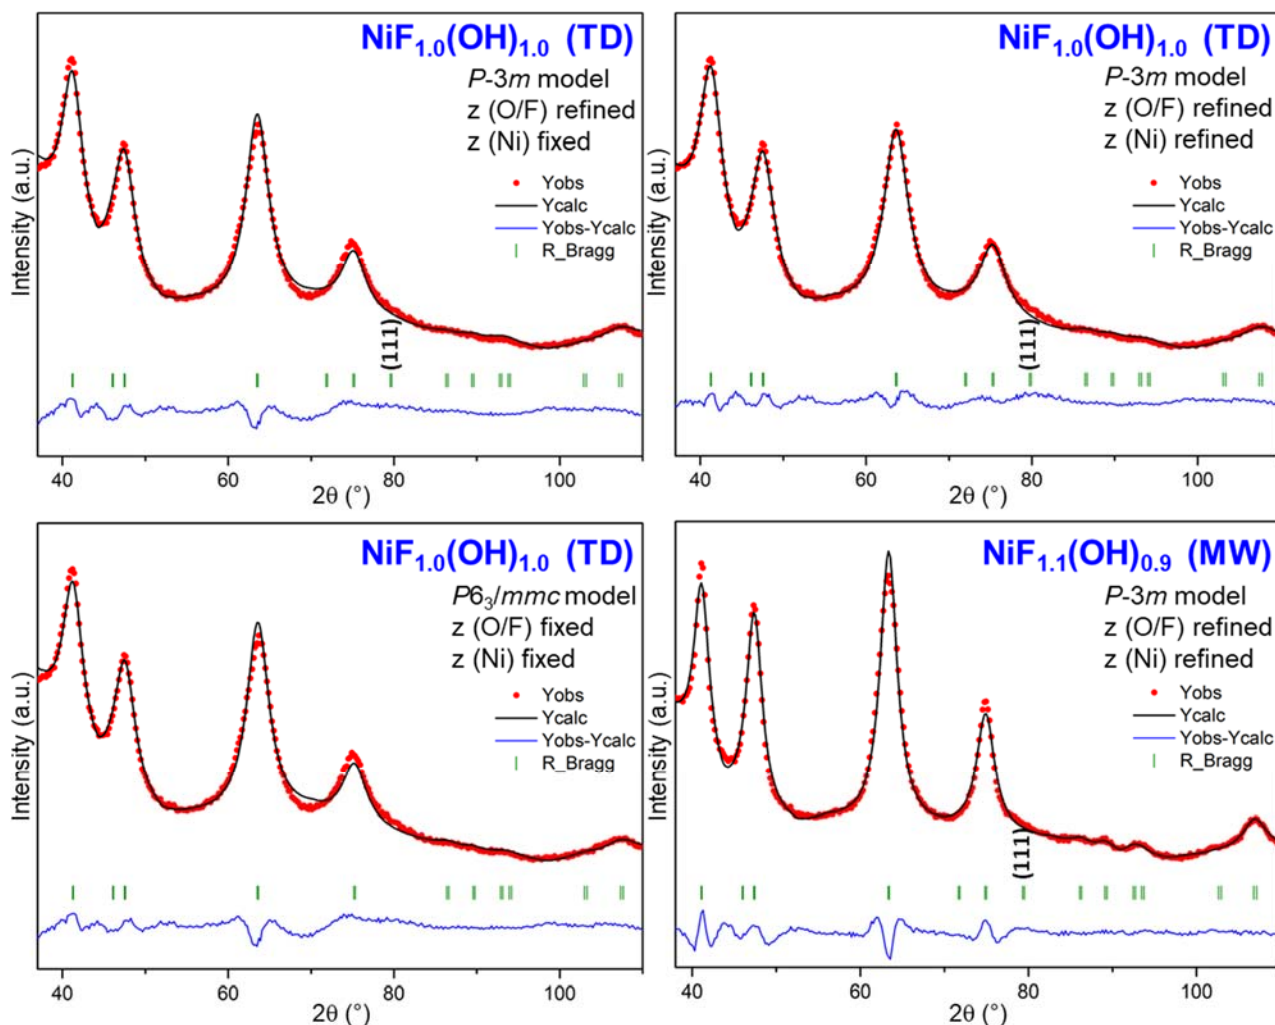 NiF1.0(OH)1.0 (TD)
P-3m model
z (O/F) refined
z (Ni) fixed
Yobs
Ycalc
Yobs-Ycalc
R_Bragg
(111)
Intensity (a.u.)
40 60 80 100
2θ (°)
NiF1.0(OH)1.0 (TD)
P-3m model
z (O/F) refined
z (Ni) refined
Yobs
Ycalc
Yobs-Ycalc
R_Bragg
(111)
Intensity (a.u.)
40 60 80 100
2θ (°)
NiF1.0(OH)1.0 (TD)
P63/mmc model
z (O/F) fixed
z (Ni) fixed
Yobs
Ycalc
Yobs-Ycalc
R_Bragg
Intensity (a.u.)
40 60 80 100
2θ (°)
NiF1.1(OH)0.9 (MW)
P-3m model
z (O/F) refined
z (Ni) refined
Yobs
Ycalc
Yobs-Ycalc
R_Bragg
(111)
Intensity (a.u.)
40 60 80 100
2θ (°)